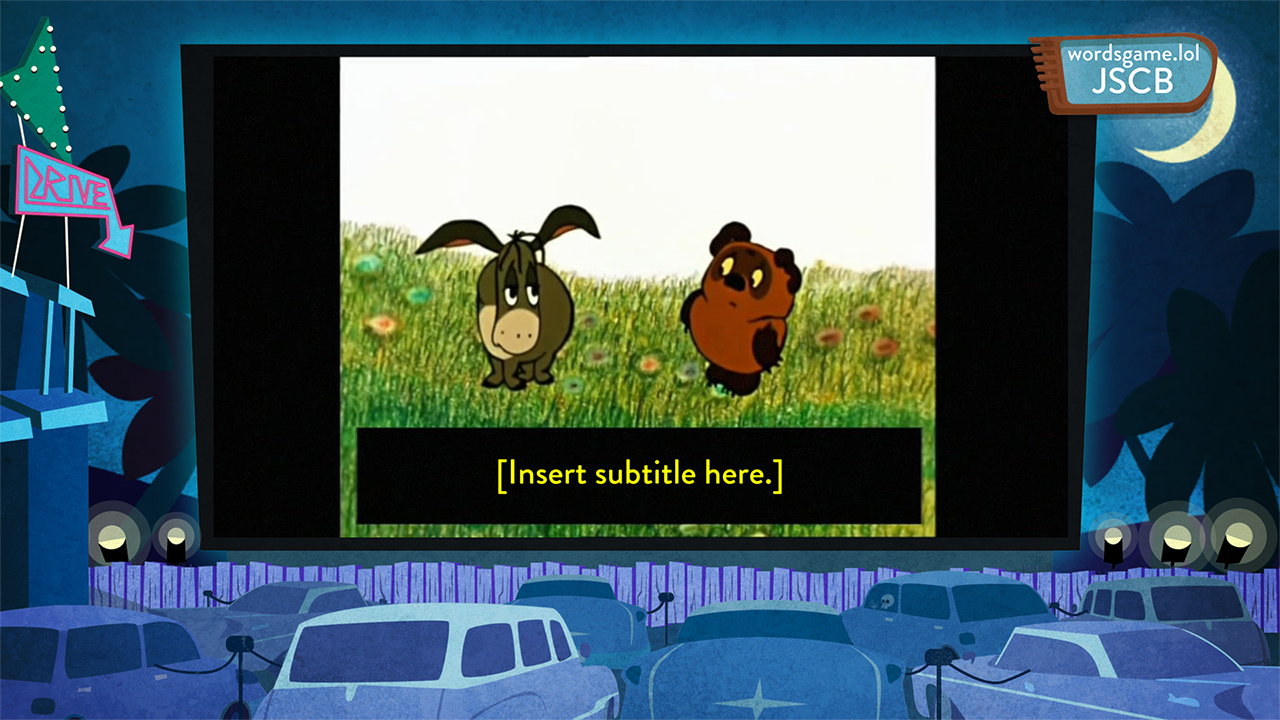 wordsgame.lol
JSCB
DRIVE
[Insert subtitle here.]